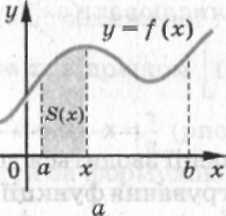 y
y = f(x)
S(x)
0 a x b x
а